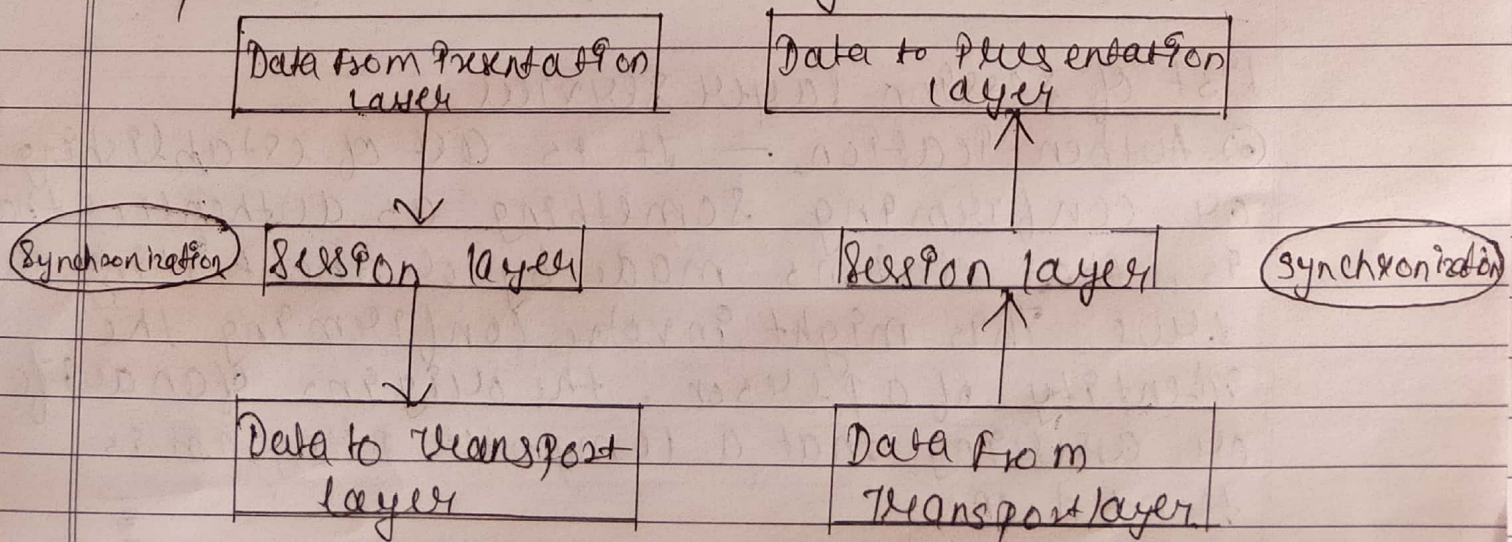 Data from Presentation
layer
Data to Presentation
layer
Synchronization
Session layer
Session layer
Synchronization
Data to transport
layer
Data from
Transport layer